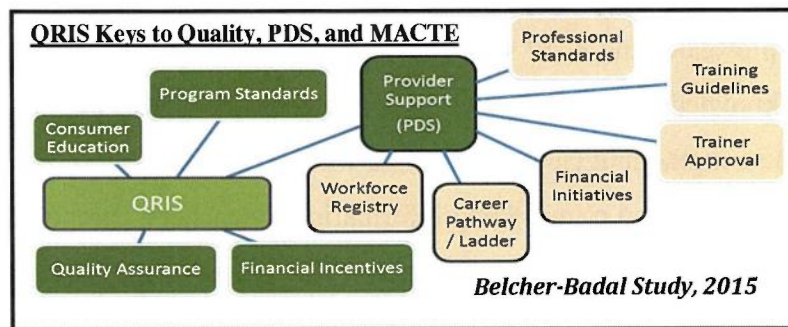 QRIS Keys to Quality, PDS, and MACTE
Professional
Standards
Program Standards
Provider
Support
(PDS)
Training
Guidelines
Consumer
Education
Trainer
Approval
QRIS
Workforce
Registry
Career
Pathway
/ Ladder
Financial
Initiatives
Quality Assurance
Financial Incentives
Belcher-Badal Study, 2015